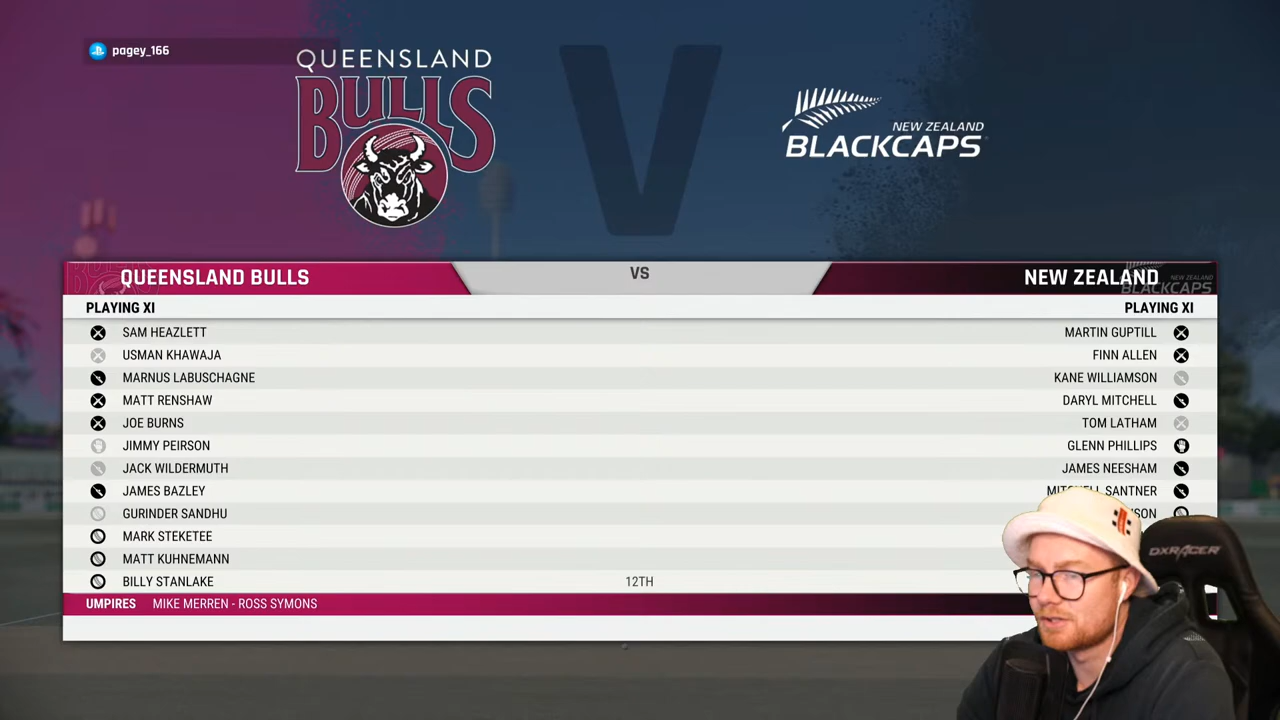 pagey_166
QUEENSLAND
BULLS
V
NEW ZEALAND
BLACKCAPS
QUEENSLAND BULLS
VS
NEW ZEALAND
NEW ZEALAND
BLACKCAPS
PLAYING XI
PLAYING XI
SAM HEAZLETT
MARTIN GUPTILL
USMAN KHAWAJA
FINN ALLEN
MARNUS LABUSCHAGNE
KANE WILLIAMSON
MATT RENSHAW
DARYL MITCHELL
JOE BURNS
TOM LATHAM
JIMMY PEIRSON
GLENN PHILLIPS
JACK WILDERMUTH
JAMES NEESHAM
JAMES BAZLEY
SANTNER
GURINDER SANDHU
MARK STEKETEE
MATT KUHNEMANN
BILLY STANLAKE
12TH
UMPIRES MIKE MERREN - ROSS SYMONS
DXRACER